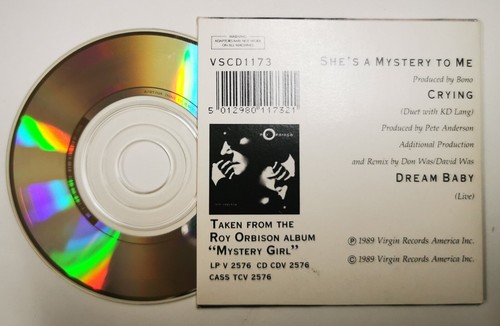 VSCD1173
5 012980 117321
SHE'S A MYSTERY TO ME
Produced by Bono
CRYING
(Duet with KD Lang)
Produced by Pete Anderson
Additional Production
and Remix by Don Was/David Was
DREAM BABY
(Live)
TAKEN FROM THE
ROY ORBISON ALBUM
"MYSTERY GIRL"
LP V 2576 CD CDV 2576
CASS TCV 2576
Ⓟ 1989 Virgin Records America Inc.
© 1989 Virgin Records America Inc.